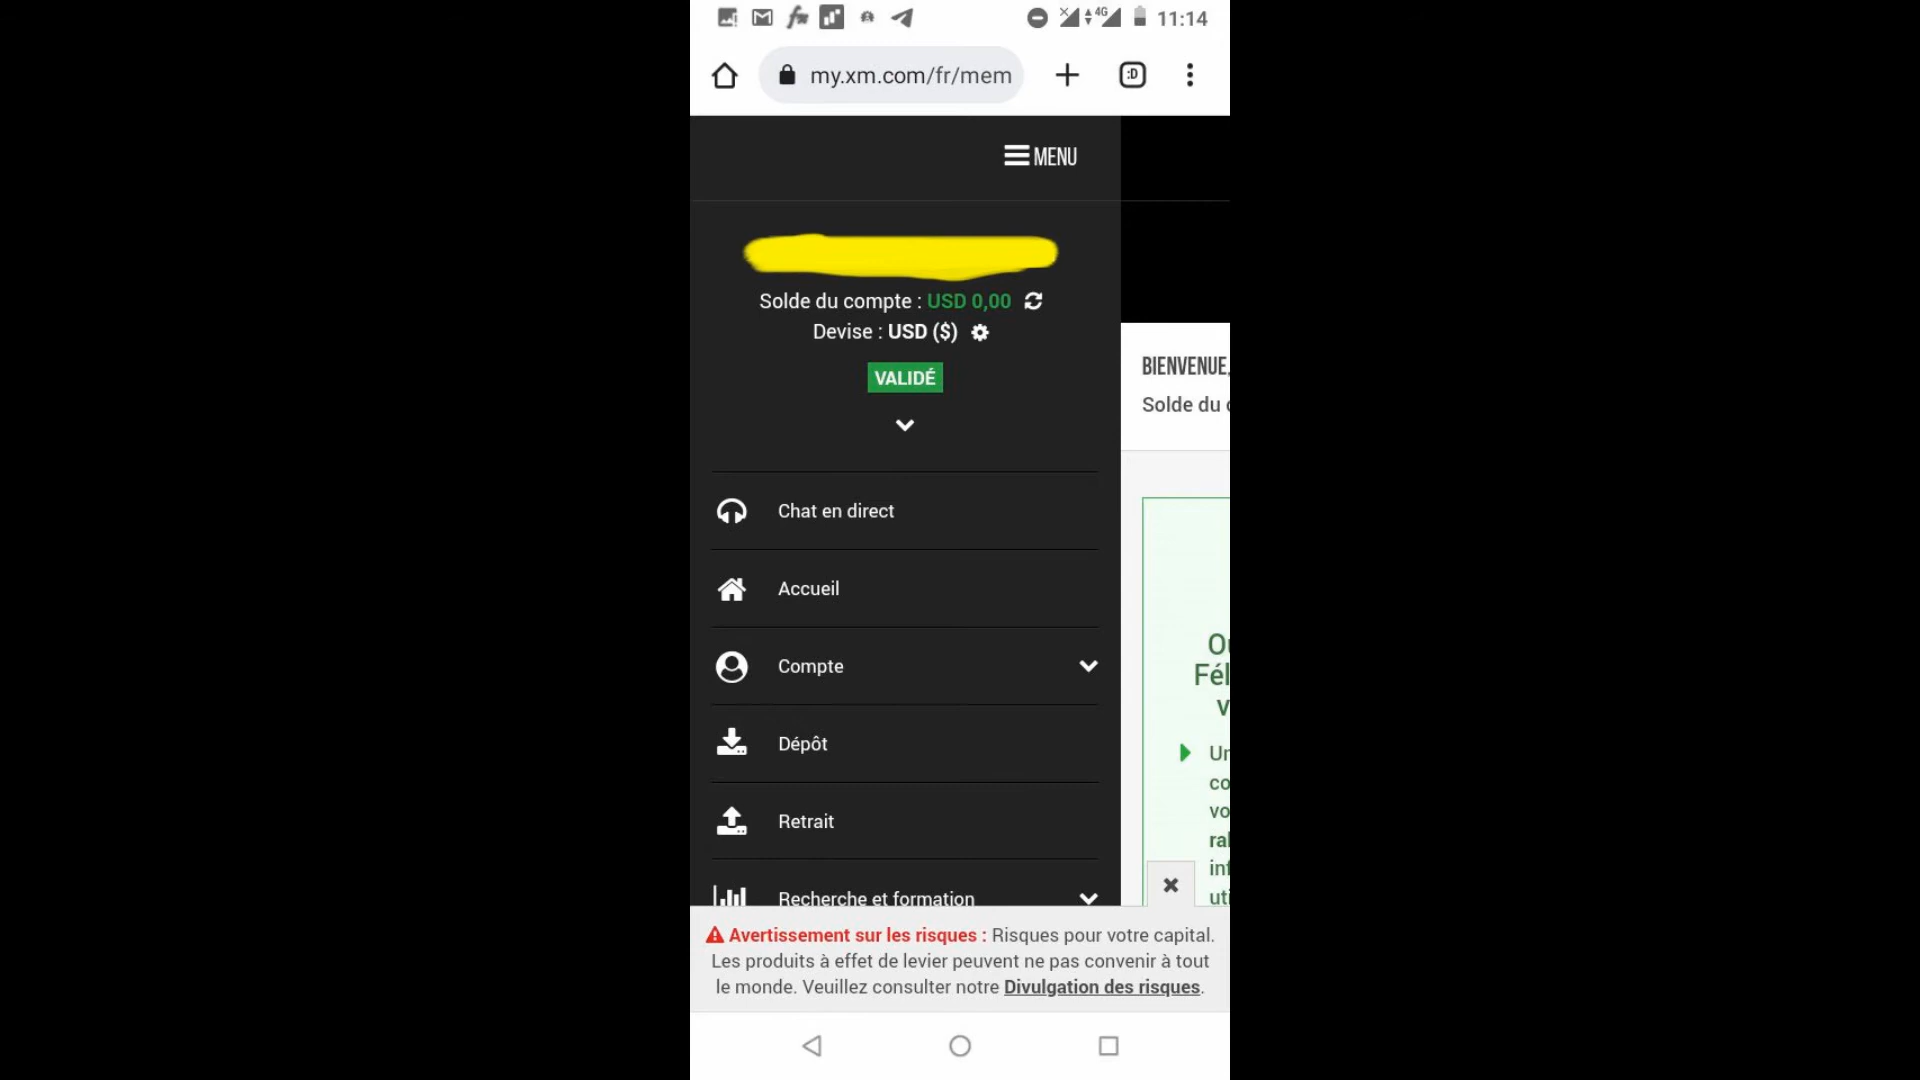 11:14
my.xm.com/fr/mem
MENU
Solde du compte : USD 0,00
Devise : USD ($)
VALIDÉ
BIENVENUE,
Solde du
Chat en direct
Accueil
Compte
Dépôt
Retrait
Recherche et formation
Avertissement sur les risques : Risques pour votre capital.
Les produits à effet de levier peuvent ne pas convenir à tout
le monde. Veuillez consulter notre Divulgation des risques.